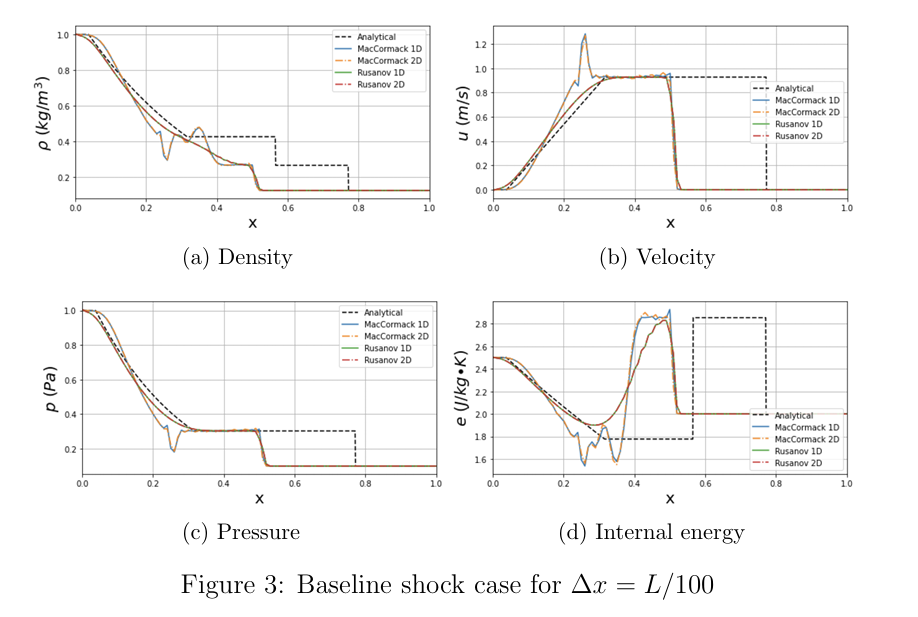 1.0
0.8
0.6
0.4
0.2
0.0 0.2 0.4 0.6 0.8 1.0
ρ (kg/m³)
x
Analytical
MacCormack 1D
MacCormack 2D
Rusanov 1D
Rusanov 2D
(a) Density
1.2
1.0
0.8
0.6
0.4
0.2
0.0
0.0 0.2 0.4 0.6 0.8 1.0
u (m/s)
x
Analytical
MacCormack 1D
MacCormack 2D
Rusanov 1D
Rusanov 2D
(b) Velocity
1.0
0.8
0.6
0.4
0.2
0.0 0.2 0.4 0.6 0.8 1.0
p (Pa)
x
Analytical
MacCormack 1D
MacCormack 2D
Rusanov 1D
Rusanov 2D
(c) Pressure
2.8
2.6
2.4
2.2
2.0
1.8
1.6
0.0 0.2 0.4 0.6 0.8 1.0
e (J/kg•K)
x
Analytical
MacCormack 1D
MacCormack 2D
Rusanov 1D
Rusanov 2D
(d) Internal energy
Figure 3: Baseline shock case for Δx = L/100